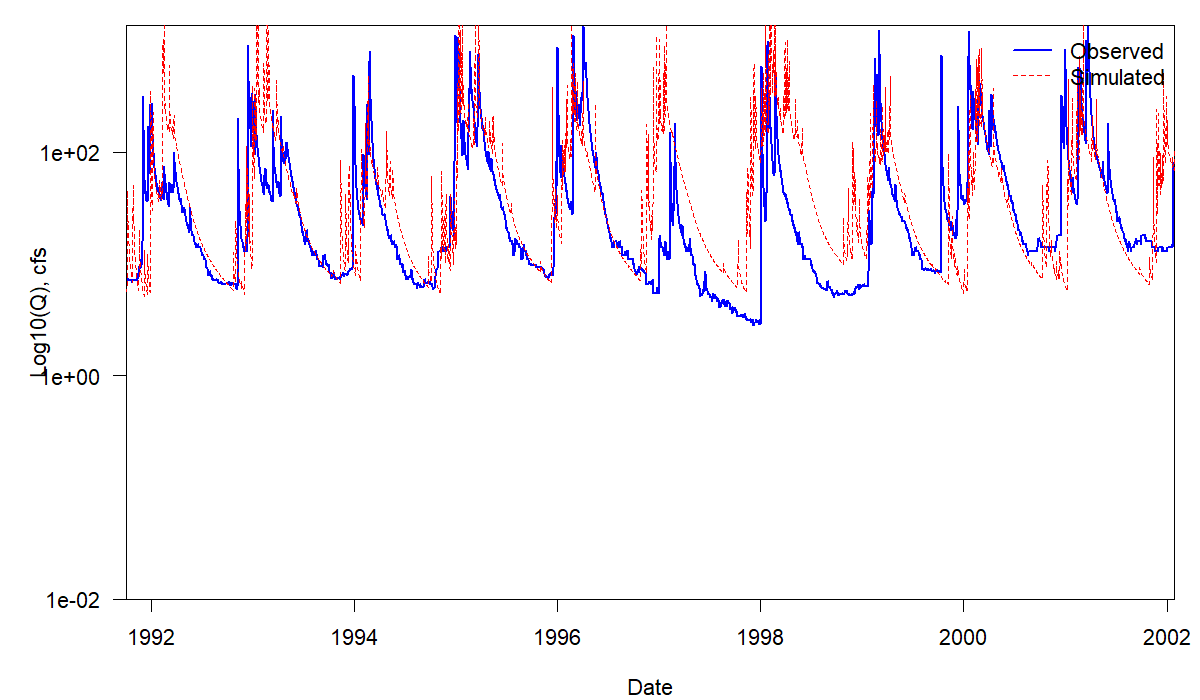 Observed
Simulated
1e+02
1e+00
1e-02
Log10(Q), cfs
1992
1994
1996
1998
2000
2002
Date